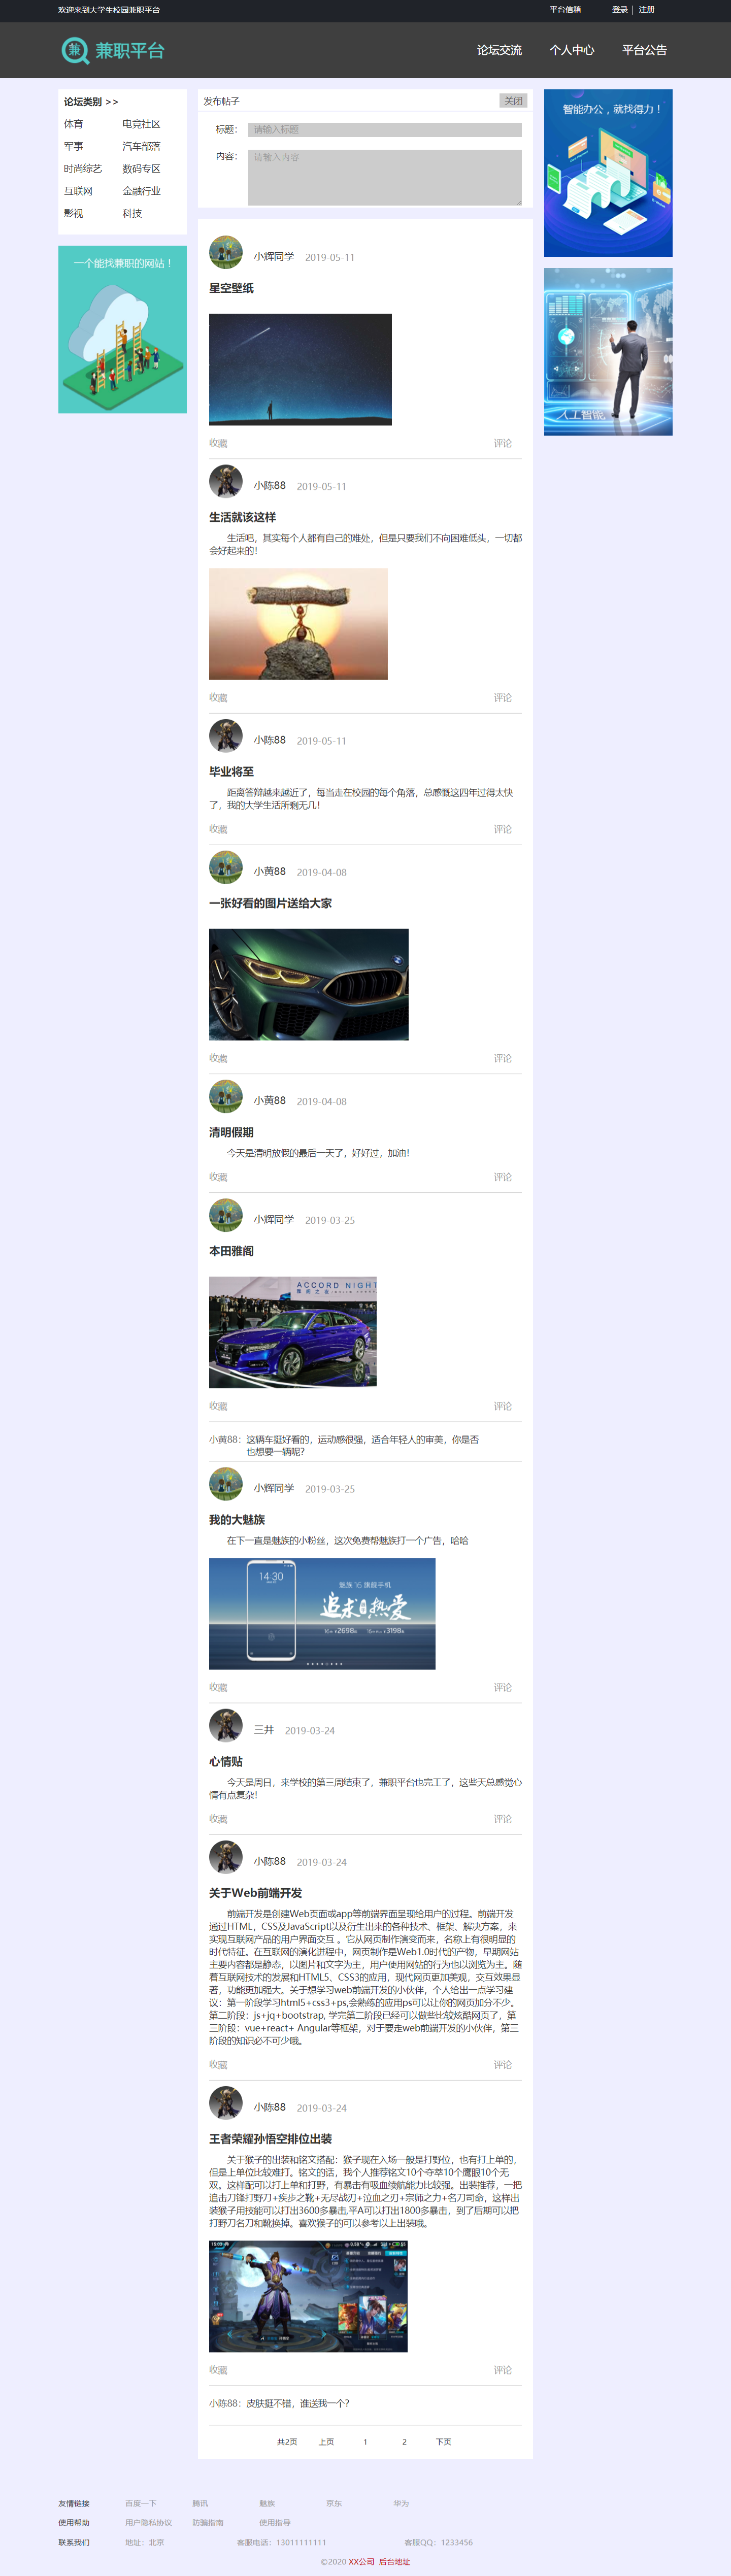 欢迎来到大学生校园兼职平台
平台信箱 登录 | 注册
兼 兼职平台
论坛交流 个人中心 平台公告
论坛类别 >>
体育 电竞社区
军事 汽车部落
时尚综艺 数码专区
互联网 金融行业
影视 科技
一个能找兼职的网站！
发布帖子 关闭
标题： 请输入标题
内容： 请输入内容
智能办公，就找得力！
人工智能
小辉同学 2019-05-11
星空壁纸
收藏 评论
小陈88 2019-05-11
生活就该这样
生活吧，其实每个人都有自己的难处，但是只要我们不向困难低头，一切都
会好起来的！
收藏 评论
小陈88 2019-05-11
毕业将至
距离答辩越来越近了，每当走在校园的每个角落，总感慨这四年过得太快
了，我的大学生活所剩无几！
收藏 评论
小黄88 2019-04-08
一张好看的图片送给大家
收藏 评论
小黄88 2019-04-08
清明假期
今天是清明放假的最后一天了，好好过，加油！
收藏 评论
小辉同学 2019-03-25
本田雅阁
ACCORD NIGHT
收藏 评论
小黄88：这辆车挺好看的，运动感很强，适合年轻人的审美，你是否
也想要一辆呢？
小辉同学 2019-03-25
我的大魅族
在下一直是魅族的小粉丝，这次免费帮魅族打一个广告，哈哈
14:30
魅族 16 旗舰手机
追求热爱
2698元 3198元
收藏 评论
三井 2019-03-24
心情贴
今天是周日，来学校的第三周结束了，兼职平台也完工了，这些天总感觉心
情有点复杂！
收藏 评论
小陈88 2019-03-24
关于Web前端开发
前端开发是创建Web页面或app等前端界面呈现给用户的过程。前端开发
通过HTML，CSS及JavaScript以及衍生出来的各种技术、框架、解决方案，来
实现互联网产品的用户界面交互 。它从网页制作演变而来，名称上有很明显的
时代特征。在互联网的演化进程中，网页制作是Web1.0时代的产物，早期网站
主要内容都是静态，以图片和文字为主，用户使用网站的行为也以浏览为主。随
着互联网技术的发展和HTML5、CSS3的应用，现代网页更加美观，交互效果显
著，功能更加强大。关于想学习web前端开发的小伙伴，个人给出一点学习建
议：第一阶段学习html5+css3+ps,会熟练的应用ps可以让你的网页加分不少。
第二阶段：js+jq+bootstrap, 学完第二阶段已经可以做些比较炫酷网页了，第
三阶段：vue+react+ Angular等框架，对于要走web前端开发的小伙伴，第三
阶段的知识必不可少哦。
收藏 评论
小陈88 2019-03-24
王者荣耀孙悟空排位出装
关于猴子的出装和铭文搭配：猴子现在入场一般是打野位，也有打上单的，
但是上单位比较难打。铭文的话，我个人推荐铭文10个夺萃10个鹰眼10个无
双。这样配可以打上单和打野，有暴击有吸血续航能力比较强。出装推荐，一把
追击刀锋打野刀+疾步之靴+无尽战刃+泣血之刃+宗师之力+名刀司命，这样出
装猴子用技能可以打出3600多暴击,平A可以打出1800多暴击，到了后期可以把
打野刀名刀和靴换掉。喜欢猴子的可以参考以上出装哦。
收藏 评论
小陈88：皮肤挺不错，谁送我一个？
共2页 上页 1 2 下页
友情链接 百度一下 腾讯 魅族 京东 华为
使用帮助 用户隐私协议 防骗指南 使用指导
联系我们 地址：北京 客服电话：13011111111 客服QQ：1233456
©2020 XX公司 后台地址